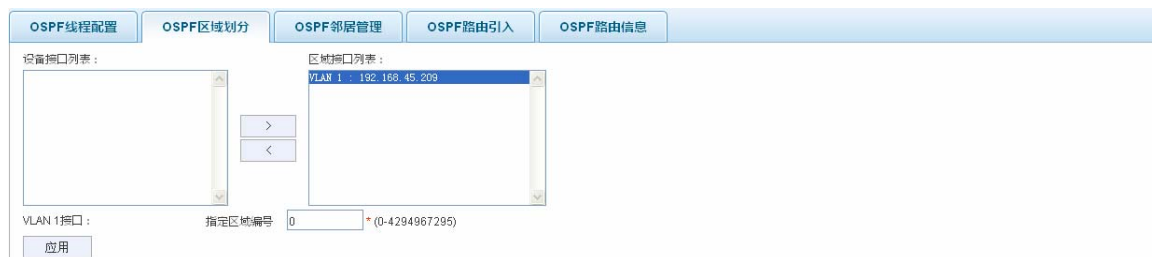 OSPF线程配置 OSPF区域划分 OSPF邻居管理 OSPF路由引入 OSPF路由信息
设备接口列表： 区域接口列表：
VLAN 1 : 192.168.45.209
>
<
VLAN 1接口： 指定区域编号 0 * (0-4294967295)
应用